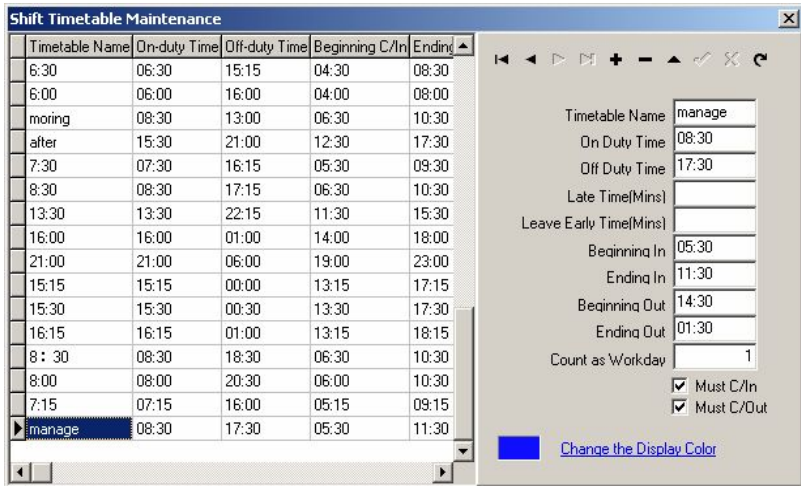 Shift Timetable Maintenance
Timetable Name On-duty Time Off-duty Time Beginning C/In Ending
6:30 06:30 15:15 04:30 08:30
6:00 06:00 16:00 04:00 08:00
moring 08:30 13:00 06:30 10:30
after 15:30 21:00 12:30 17:30
7:30 07:30 16:15 05:30 09:30
8:30 08:30 17:15 06:30 10:30
13:30 13:30 22:15 11:30 15:30
16:00 16:00 01:00 14:00 18:00
21:00 21:00 06:00 19:00 23:00
15:15 15:15 00:00 13:15 17:15
15:30 15:30 00:30 13:30 17:30
16:15 16:15 01:00 13:15 18:15
8：30 08:30 18:30 06:30 10:30
8:00 08:00 20:30 06:00 10:30
7:15 07:15 16:00 05:15 09:15
manage 08:30 17:30 05:30 11:30
Timetable Name manage
On Duty Time 08:30
Off Duty Time 17:30
Late Time(Mins)
Leave Early Time(Mins)
Beginning In 05:30
Ending In 11:30
Beginning Out 14:30
Ending Out 01:30
Count as Workday 1
Must C/In
Must C/Out
Change the Display Color